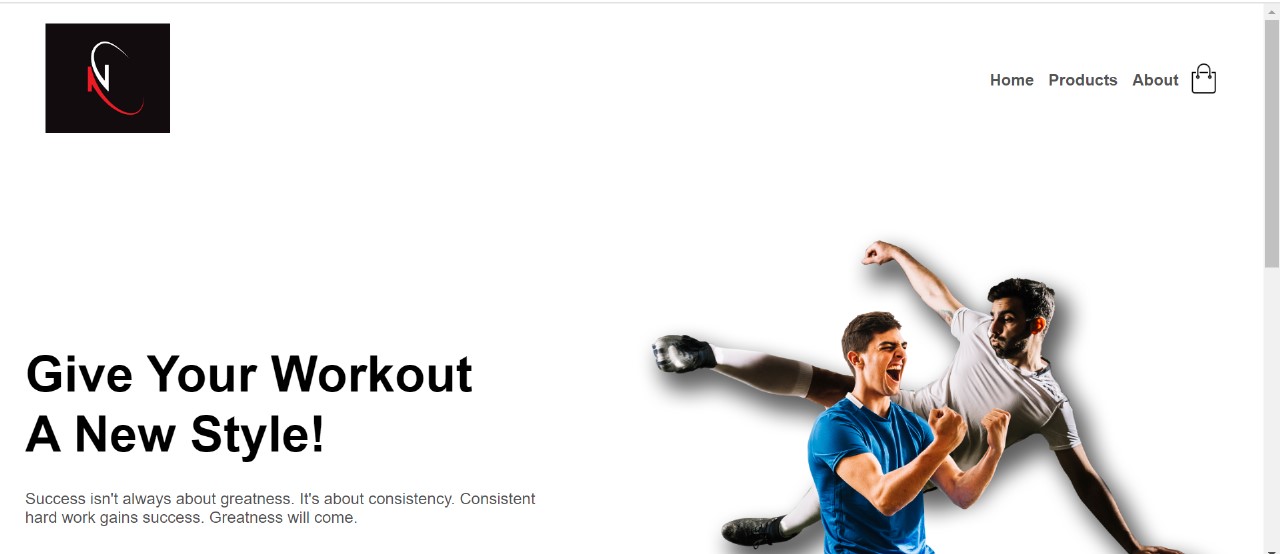 N
Home Products About
Give Your Workout
A New Style!
Success isn't always about greatness. It's about consistency. Consistent
hard work gains success. Greatness will come.